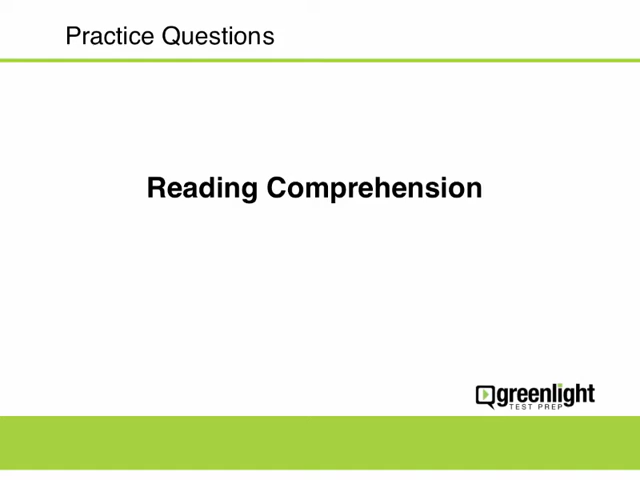 Practice Questions
Reading Comprehension
greenlight
TEST PREP